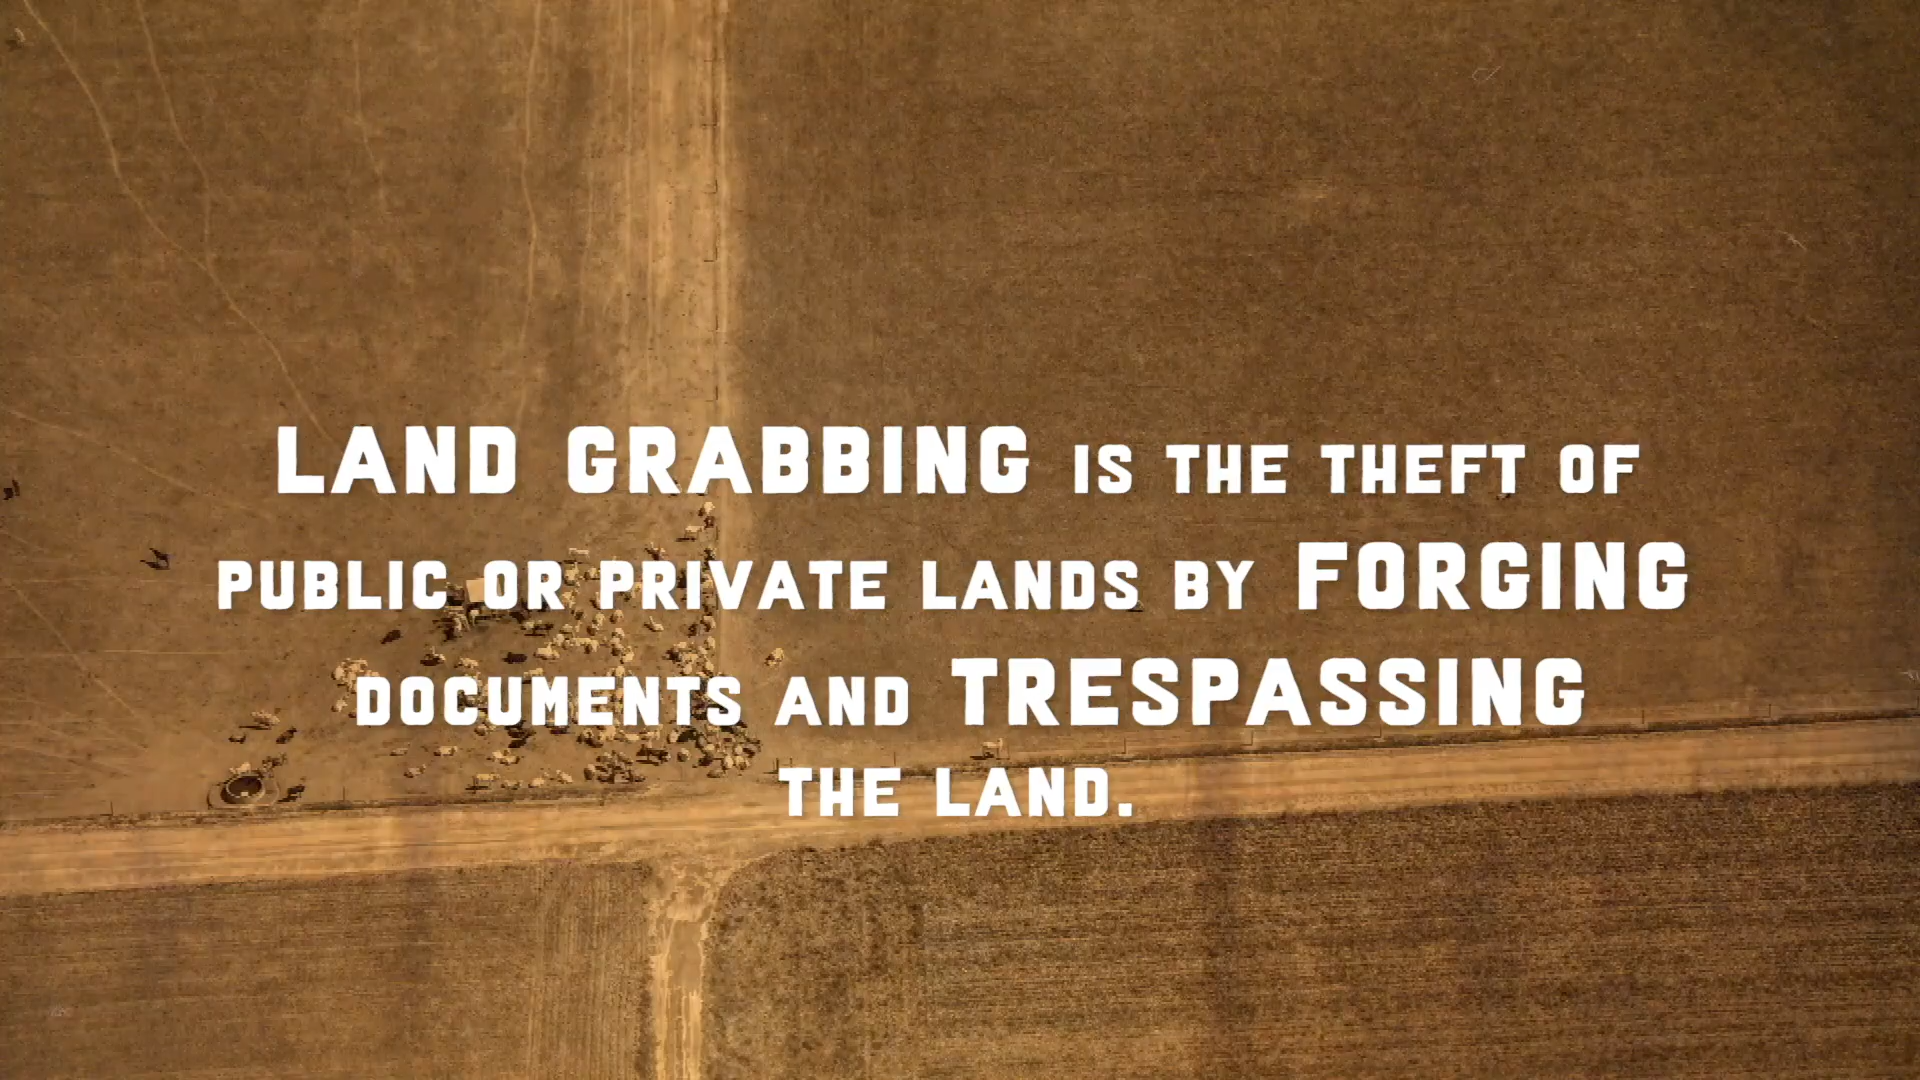 LAND GRABBING IS THE THEFT OF
PUBLIC OR PRIVATE LANDS BY FORGING
DOCUMENTS AND TRESPASSING
THE LAND.